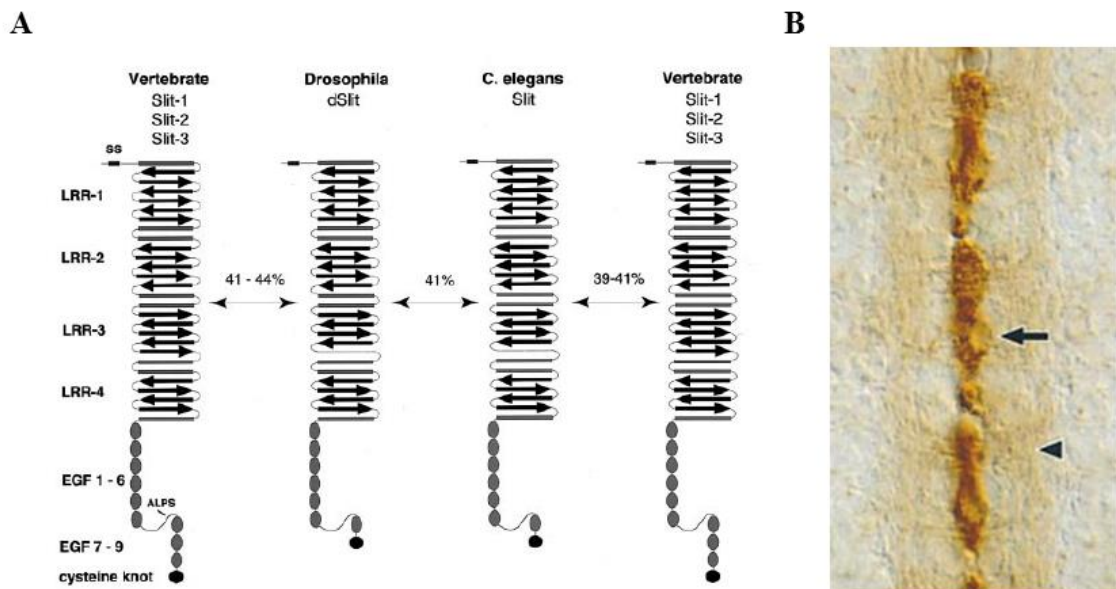 A
B
Vertebrate
Slit-1
Slit-2
Slit-3
Drosophila
dSlit
C. elegans
Slit
Vertebrate
Slit-1
Slit-2
Slit-3
SS
LRR-1
LRR-2
41 - 44%
41%
39-41%
LRR-3
LRR-4
EGF 1 - 6
ALPS
EGF 7 - 9
cysteine knot